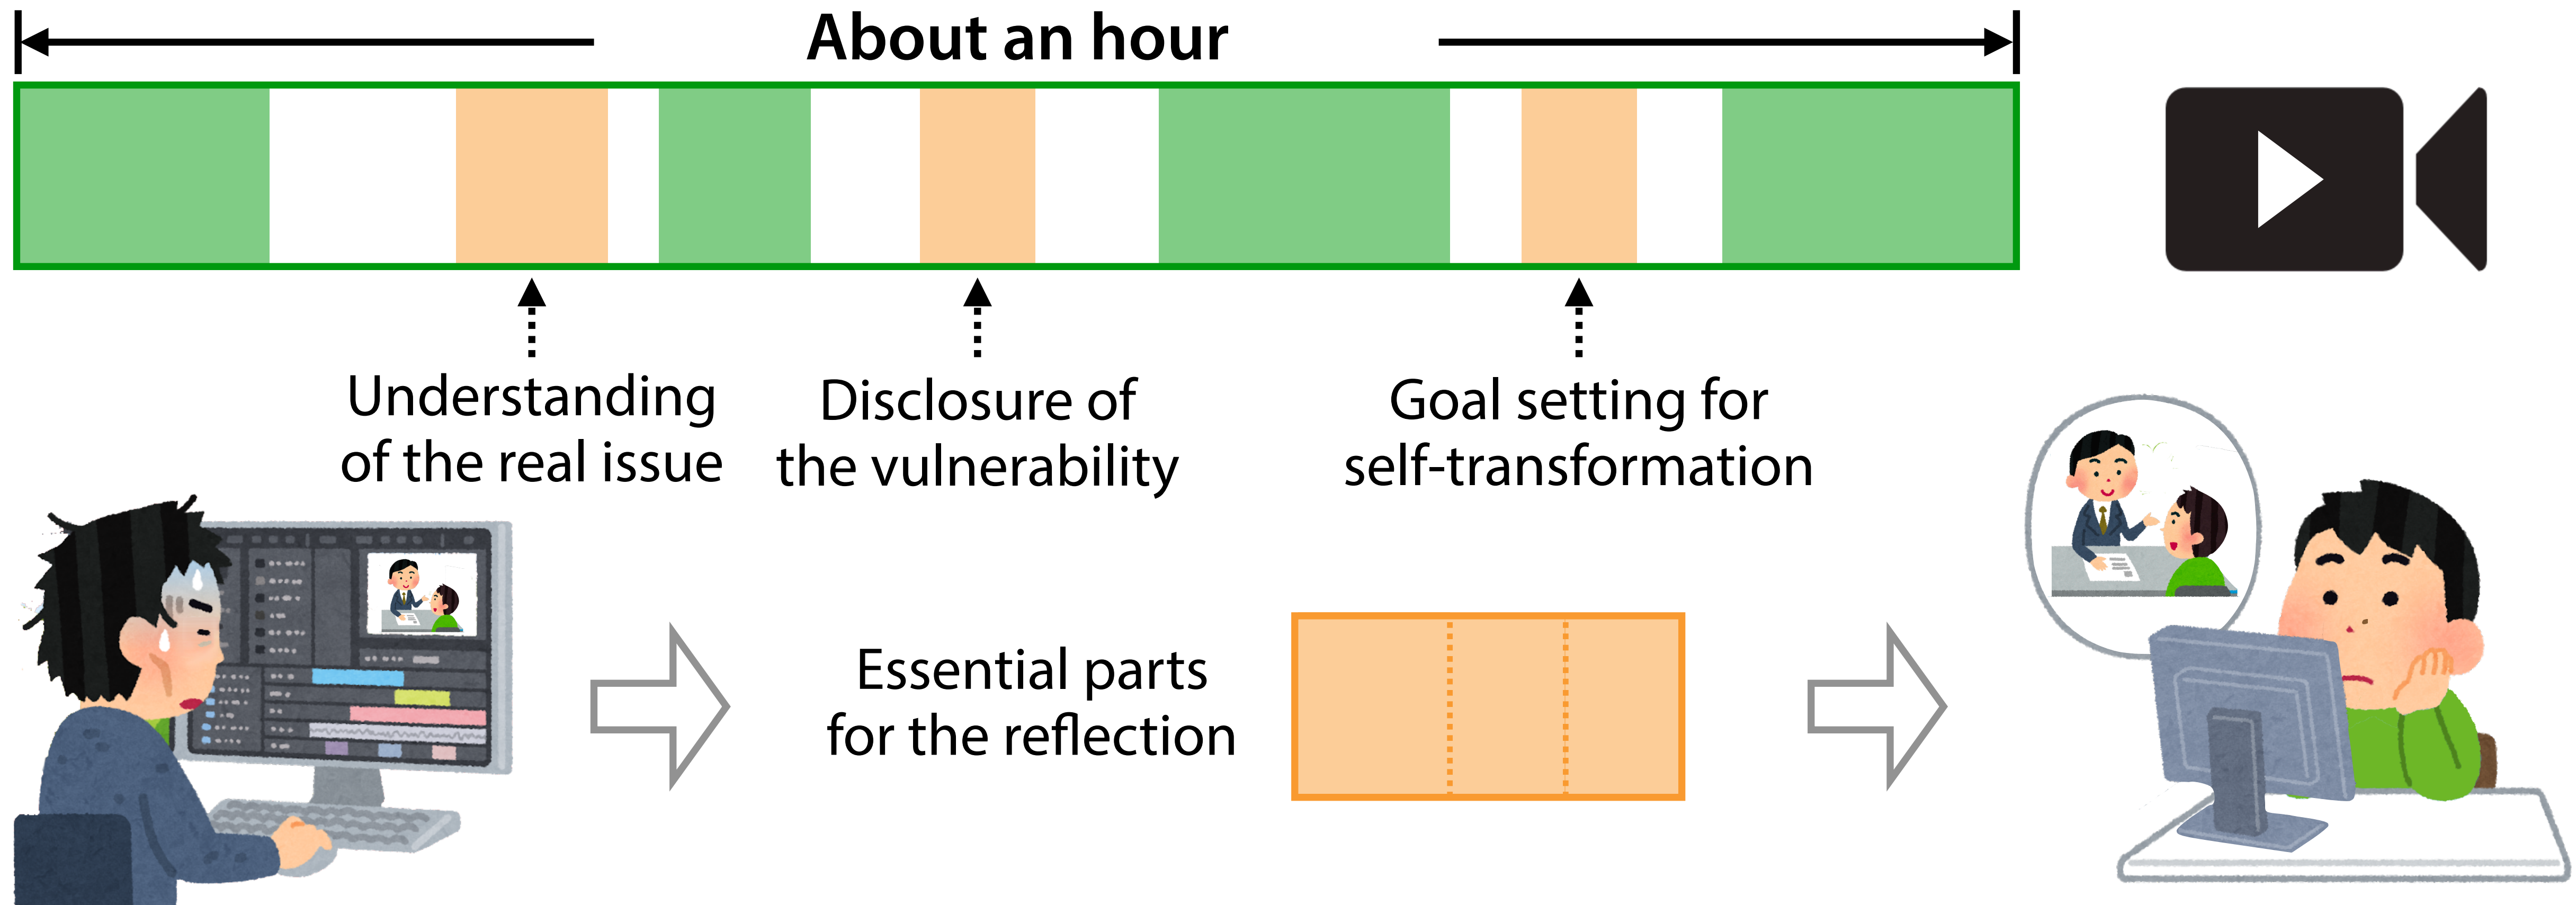 About an hour
Understanding
of the real issue
Disclosure of
the vulnerability
Goal setting for
self-transformation
Essential parts
for the reflection